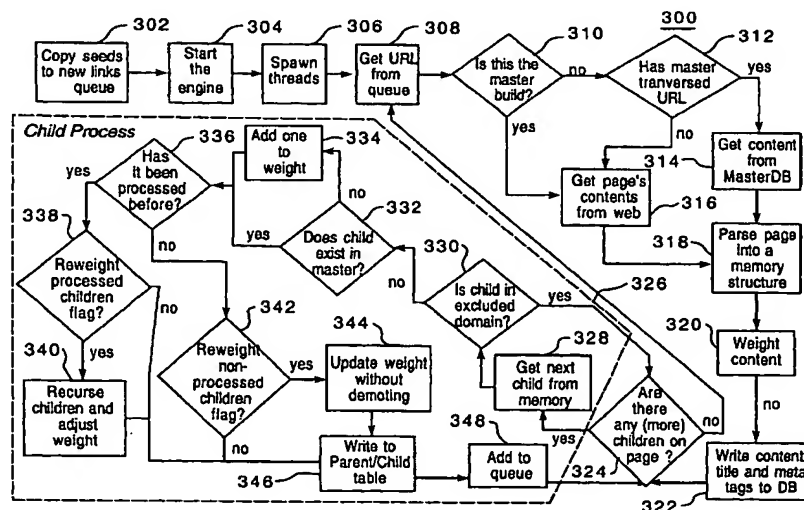 300
302
Copy seeds
to new links
queue
304
Start
the
engine
306
Spawn
threads
308
Get URL
from
queue
310
Is this the
master
build?
no
yes
312
Has master
tranversed
URL
yes
no
314
Get content
from
MasterDB
Get page's
contents
from web
316
318
Parse page
into a
memory
structure
320
Weight
content
no
Write content
title and meta
tags to DB
322
Are
there
any (more)
children on
page ?
324
no
yes
326
Child Process
328
Get next
child from
memory
330
Is child in
excluded
domain?
yes
no
332
Does child
exist in
master?
no
yes
334
Add one
to weight
336
Has
it been
processed
before?
yes
no
338
Reweight
processed
children
flag?
no
yes
340
Recurse
children and
adjust
weight
342
Reweight
non-
processed
children
flag?
yes
no
344
Update weight
without
demoting
Write to
Parent/Child
table
346
348
Add to
queue